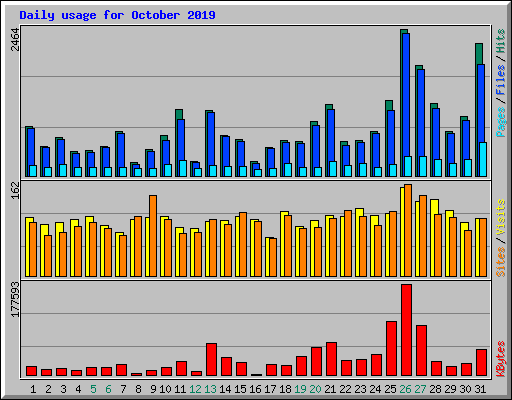 Daily usage for October 2019
2464
162
177593
Pages / Files / Hits
Sites / Visits
KBytes
1 2 3 4 5 6 7 8 9 10 11 12 13 14 15 16 17 18 19 20 21 22 23 24 25 26 27 28 29 30 31